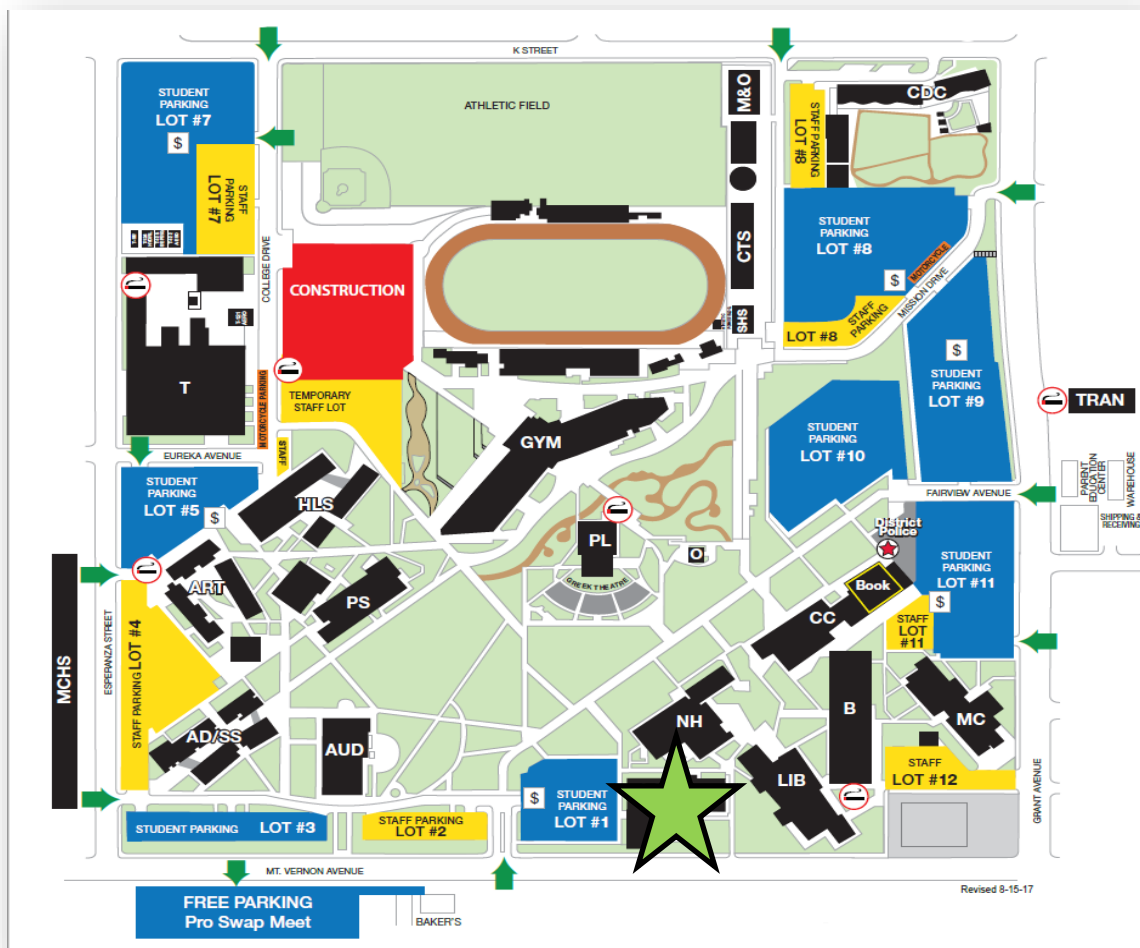 K STREET
STUDENT
PARKING
LOT #7
$
STAFF
PARKING
LOT #7
ATHLETIC FIELD
M&O
STAFF PARKING
LOT #8
CDC
STUDENT
PARKING
LOT #8
$
MOTORCYCLE
MISSION DRIVE
STAFF
PARKING
LOT #8
CTS
SHS
COLLEGE DRIVE
CONSTRUCTION
T
MOTORCYCLE PARKING
TEMPORARY
STAFF LOT
STAFF
EUREKA AVENUE
GYM
$
STUDENT
PARKING
LOT #9
TRAN
STUDENT
PARKING
LOT #10
FAIRVIEW AVENUE
PARENT
EDUCTION
CENTER
WAREHOUSE
SHIPPING &
RECEIVING
STUDENT
PARKING
LOT #5
$
HLS
PL
GREEK THEATRE
O
District
Police
STUDENT
PARKING
LOT #11
$
Book
CC
STAFF
LOT
#11
ART
PS
MCHS
ESPERANZA STREET
STAFF PARKING LOT #4
AD/SS
AUD
NH
B
MC
LIB
STAFF
LOT #12
GRANT AVENUE
$
STUDENT
PARKING
LOT #1
STUDENT PARKING LOT #3
STAFF PARKING
LOT #2
MT. VERNON AVENUE
Revised 8-15-17
FREE PARKING
Pro Swap Meet
BAKER'S